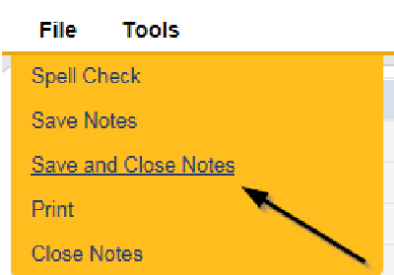 File Tools
Spell Check
Save Notes
Save and Close Notes
Print
Close Notes